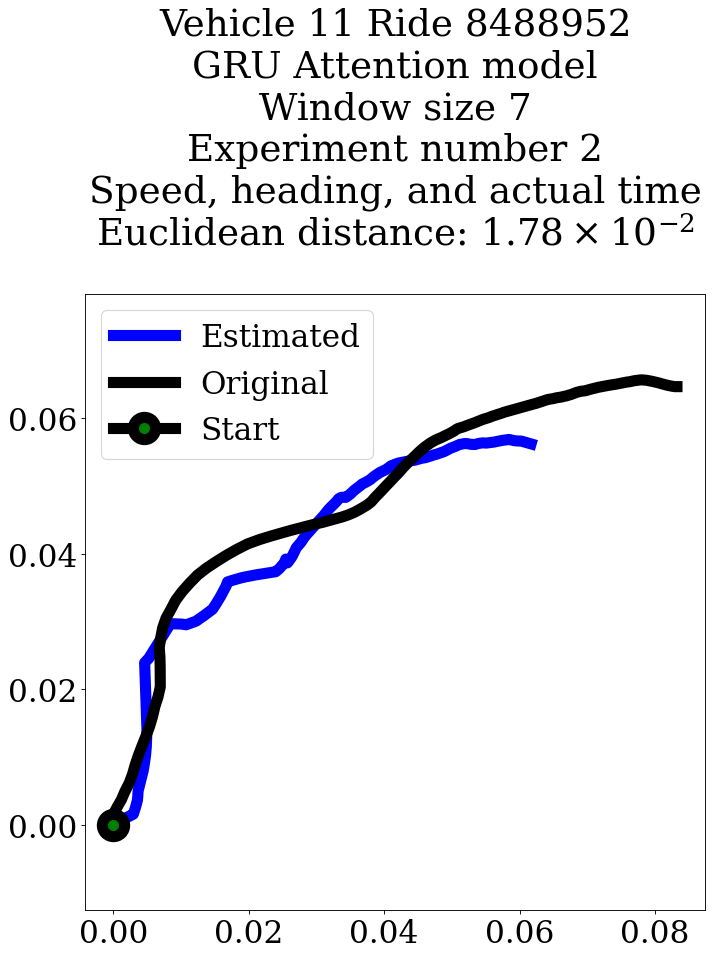 Vehicle 11 Ride 8488952
GRU Attention model
Window size 7
Experiment number 2
Speed, heading, and actual time
Euclidean distance: 1.78 × 10⁻²
Estimated
Original
Start
0.06
0.04
0.02
0.00
0.00 0.02 0.04 0.06 0.08